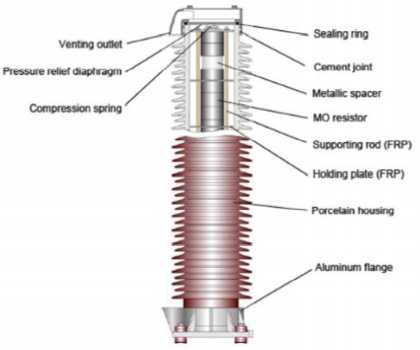 Venting outlet
Pressure relief diaphragm
Compression spring
Sealing ring
Cement joint
Metallic spacer
MO resistor
Supporting rod (FRP)
Holding plate (FRP)
Porcelain housing
Aluminum flange